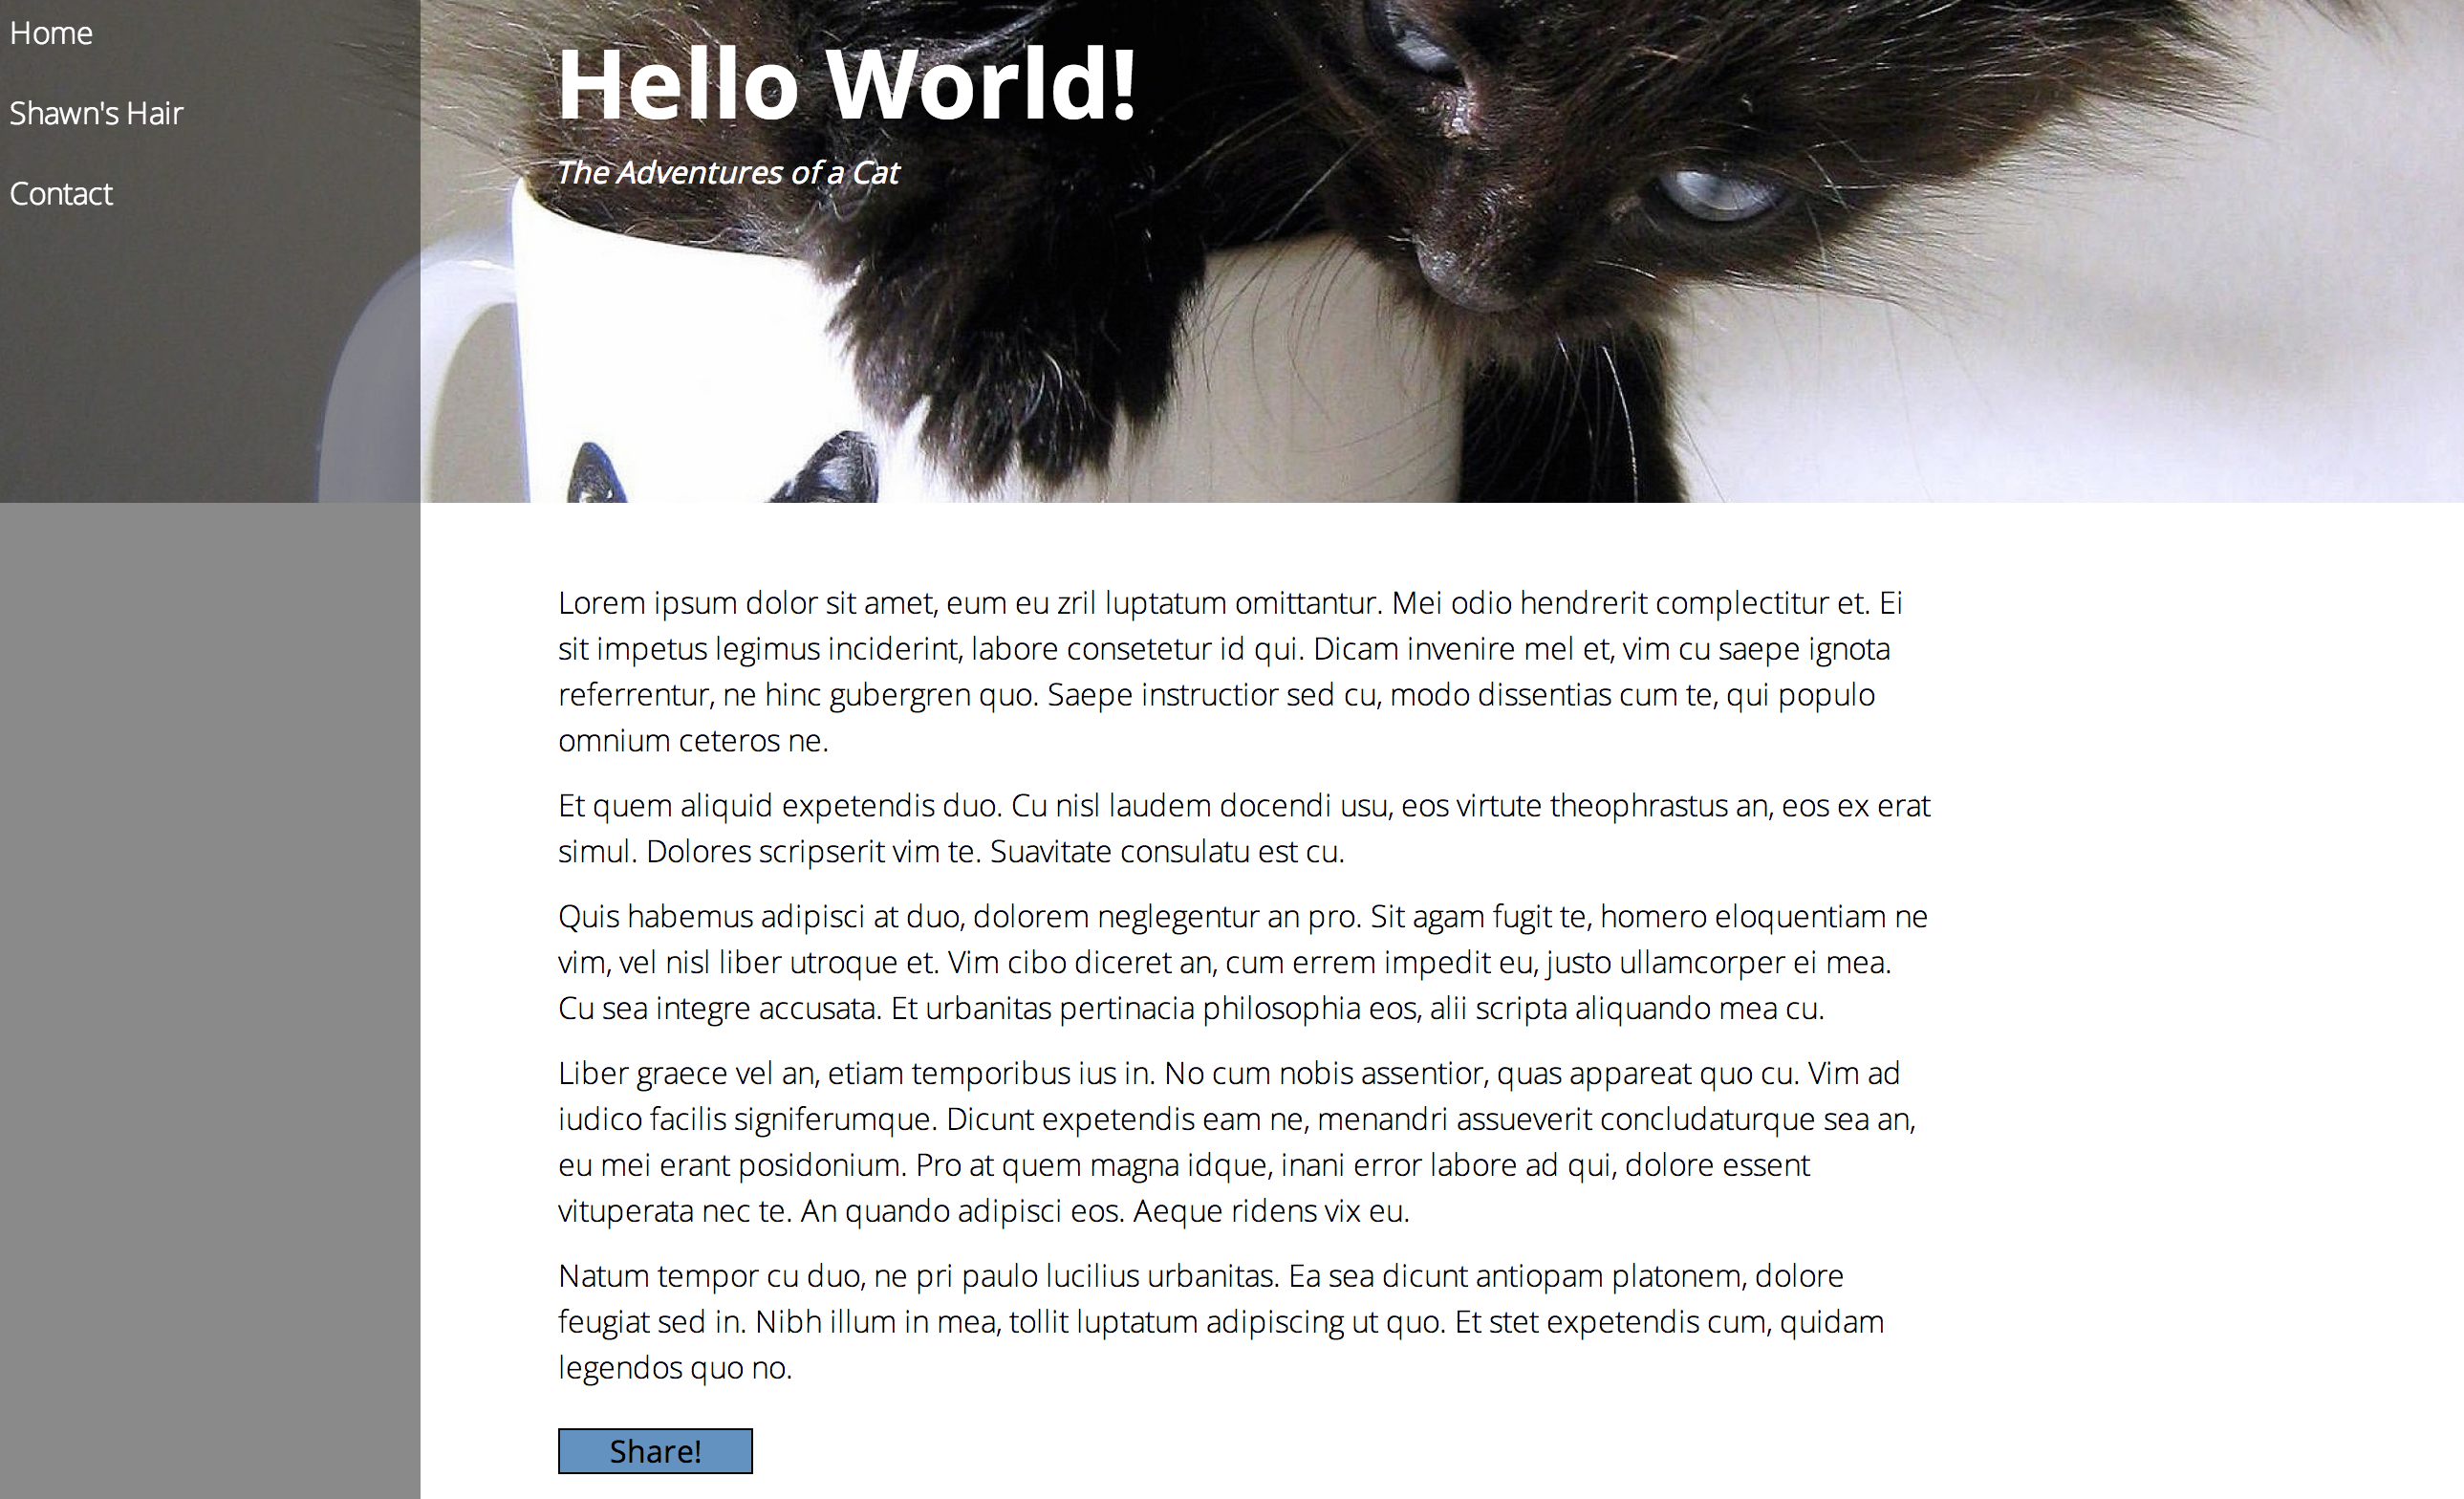 Home
Shawn's Hair
Contact
Hello World!
The Adventures of a Cat
Lorem ipsum dolor sit amet, eum eu zril luptatum omittantur. Mei odio hendrerit complectitur et. Ei
sit impetus legimus inciderint, labore consetetur id qui. Dicam invenire mel et, vim cu saepe ignota
referrentur, ne hinc gubergren quo. Saepe instructior sed cu, modo dissentias cum te, qui populo
omnium ceteros ne.
Et quem aliquid expetendis duo. Cu nisl laudem docendi usu, eos virtute theophrastus an, eos ex erat
simul. Dolores scripserit vim te. Suavitate consulatu est cu.
Quis habemus adipisci at duo, dolorem neglegentur an pro. Sit agam fugit te, homero eloquentiam ne
vim, vel nisl liber utroque et. Vim cibo diceret an, cum errem impedit eu, justo ullamcorper ei mea.
Cu sea integre accusata. Et urbanitas pertinacia philosophia eos, alii scripta aliquando mea cu.
Liber graece vel an, etiam temporibus ius in. No cum nobis assentior, quas appareat quo cu. Vim ad
iudico facilis signiferumque. Dicunt expetendis eam ne, menandri assueverit concludaturque sea an,
eu mei erant posidonium. Pro at quem magna idque, inani error labore ad qui, dolore essent
vituperata nec te. An quando adipisci eos. Aeque ridens vix eu.
Natum tempor cu duo, ne pri paulo lucilius urbanitas. Ea sea dicunt antiopam platonem, dolore
feugiat sed in. Nibh illum in mea, tollit luptatum adipiscing ut quo. Et stet expetendis cum, quidam
legendos quo no.
Share!